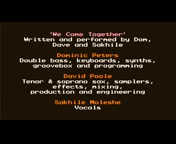 'We Come Together'
Written and performed by Dom,
Dave and Sakhile
Dominic Peters
Double bass, keyboards, synths,
groovebox and programming
David Poole
Tenor & soprano sax, samplers,
effects, mixing,
production and engineering
Sakhile Moleshe
Vocals